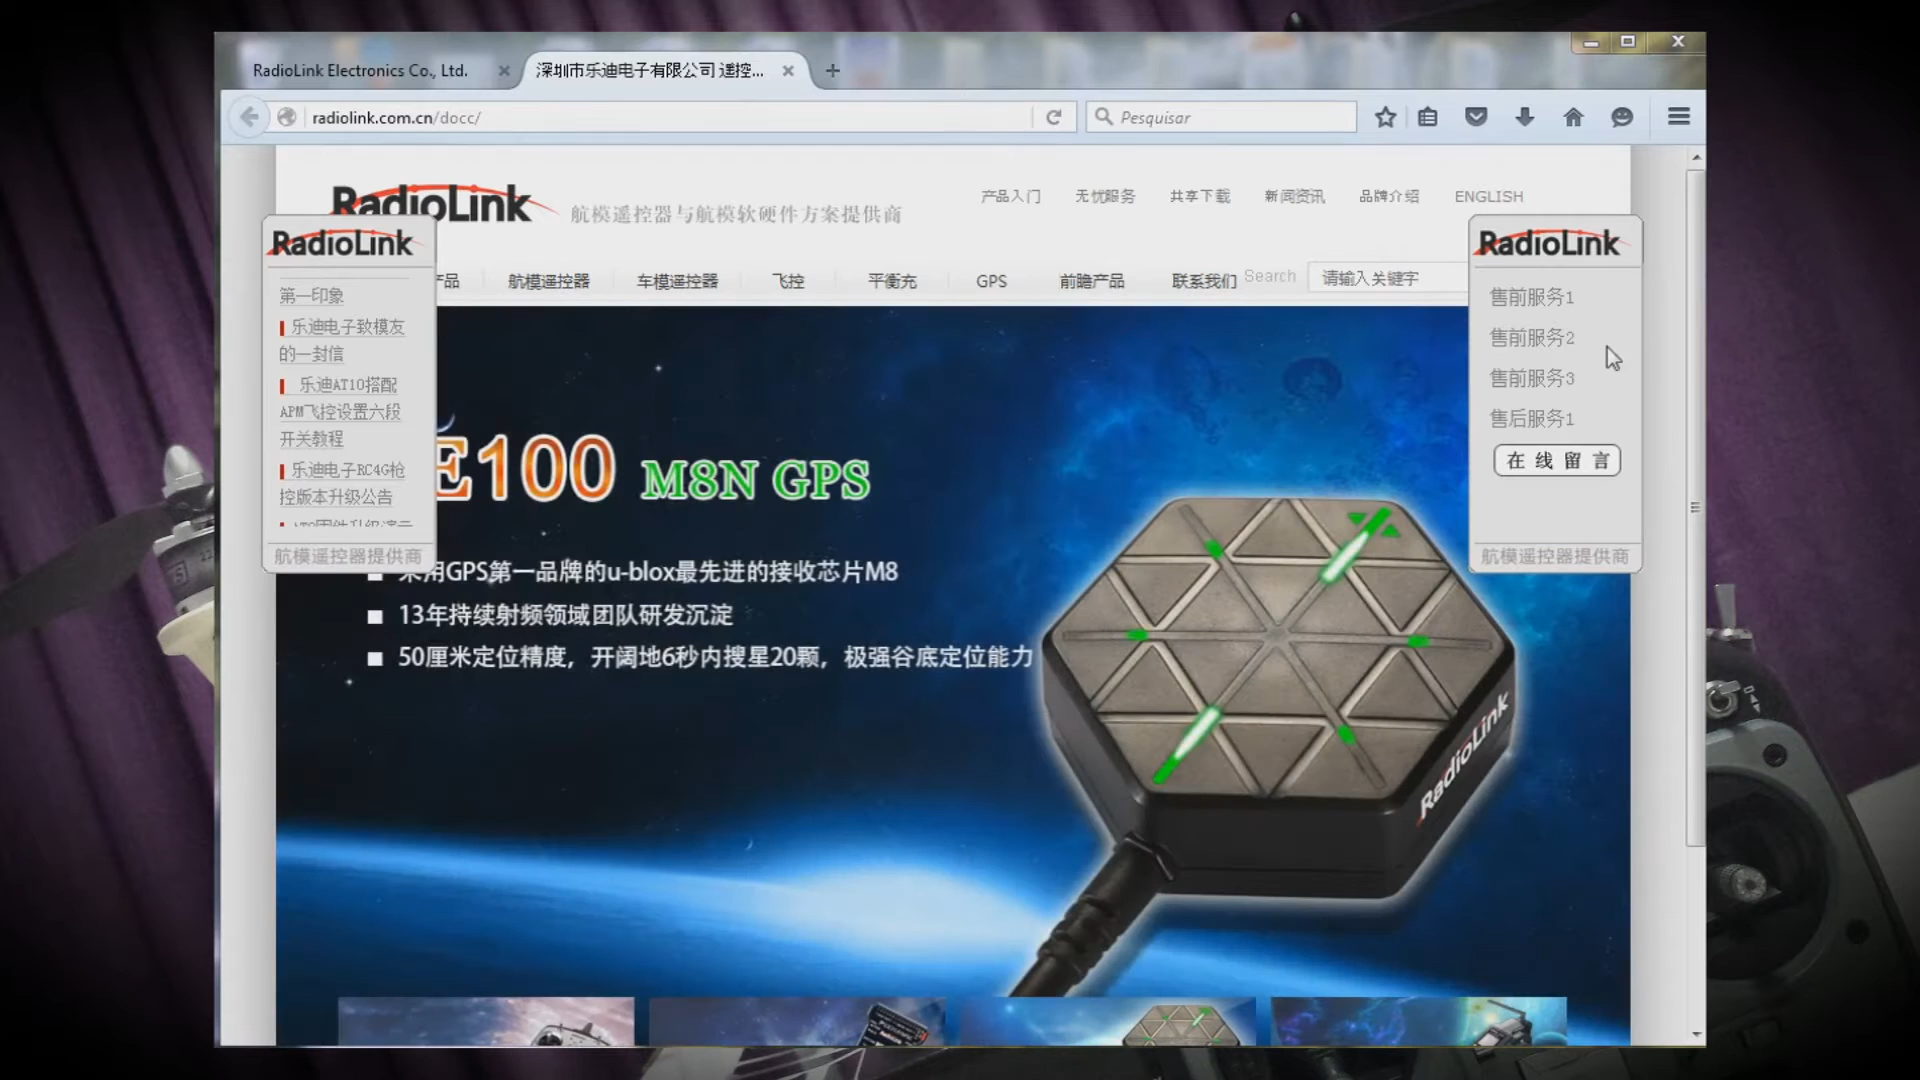 RadioLink Electronics Co., Ltd.
深圳市乐迪电子有限公司 遥控...
radiolink.com.cn/docc/
Pesquisar
RadioLink
航模遥控器与航模软硬件方案提供商
产品入门 无忧服务 共享下载 新闻资讯 品牌介绍 ENGLISH
品 航模遥控器 车模遥控器 飞控 平衡充 GPS 前瞻产品 联系我们 Search 请输入关键字
RadioLink
第一印象
乐迪电子致模友
的一封信
乐迪AT10搭配
APM飞控设置六段
开关教程
乐迪电子RC4G枪
控版本升级公告
航模遥控器提供商
RadioLink
售前服务1
售前服务2
售前服务3
售后服务1
在线留言
航模遥控器提供商
E100 M8N GPS
采用GPS第一品牌的u-blox最先进的接收芯片M8
13年持续射频领域团队研发沉淀
50厘米定位精度，开阔地6秒内搜星20颗，极强谷底定位能力
RadioLink